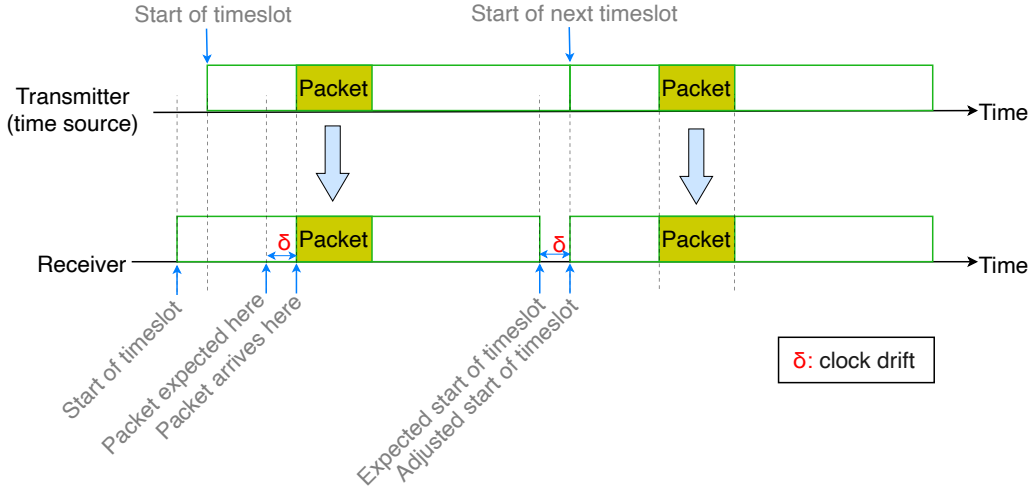 Start of timeslot
Start of next timeslot
Transmitter
(time source)
Packet
Packet
Time
Receiver
δ
Packet
δ
Packet
Time
Start of timeslot
Packet expected here
Packet arrives here
Expected start of timeslot
Adjusted start of timeslot
δ: clock drift